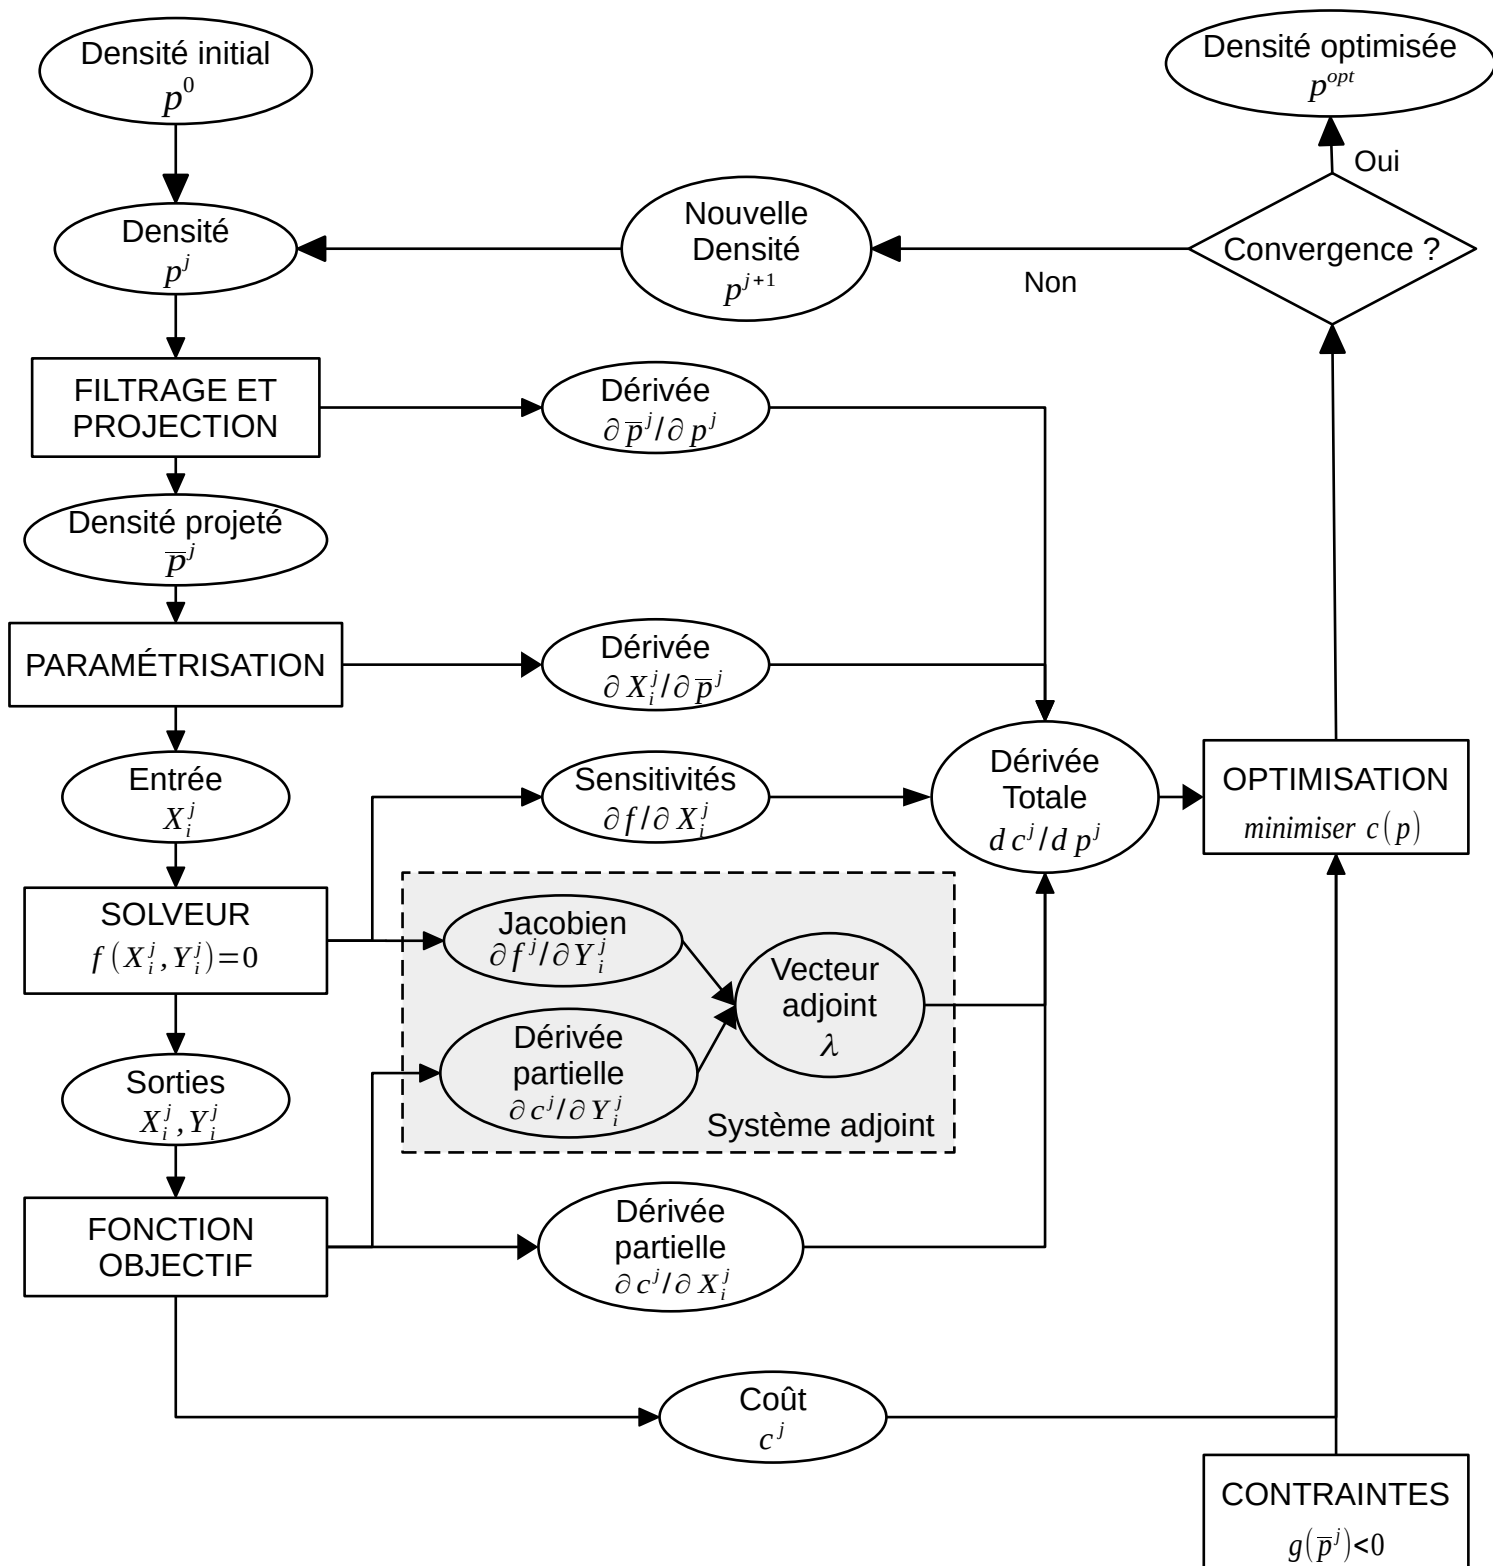 Densité initial
p^0
Densité optimisée
p^opt
Oui
Densité
p^j
Nouvelle
Densité
p^{j+1}
Non
Convergence ?
FILTRAGE ET
PROJECTION
Dérivée
∂p̅^j/∂p^j
Densité projeté
p̅^j
PARAMÉTRISATION
Dérivée
∂X_i^j/∂p̅^j
Entrée
X_i^j
Sensitivités
∂f/∂X_i^j
Dérivée
Totale
dc^j/dp^j
OPTIMISATION
minimiser c(p)
SOLVEUR
f(X_i^j,Y_i^j)=0
Jacobien
∂f^j/∂Y_i^j
Vecteur
adjoint
λ
Dérivée
partielle
∂c^j/∂Y_i^j
Système adjoint
Sorties
X_i^j,Y_i^j
FONCTION
OBJECTIF
Dérivée
partielle
∂c^j/∂X_i^j
Coût
c^j
CONTRAINTES
g(p̅^j)<0